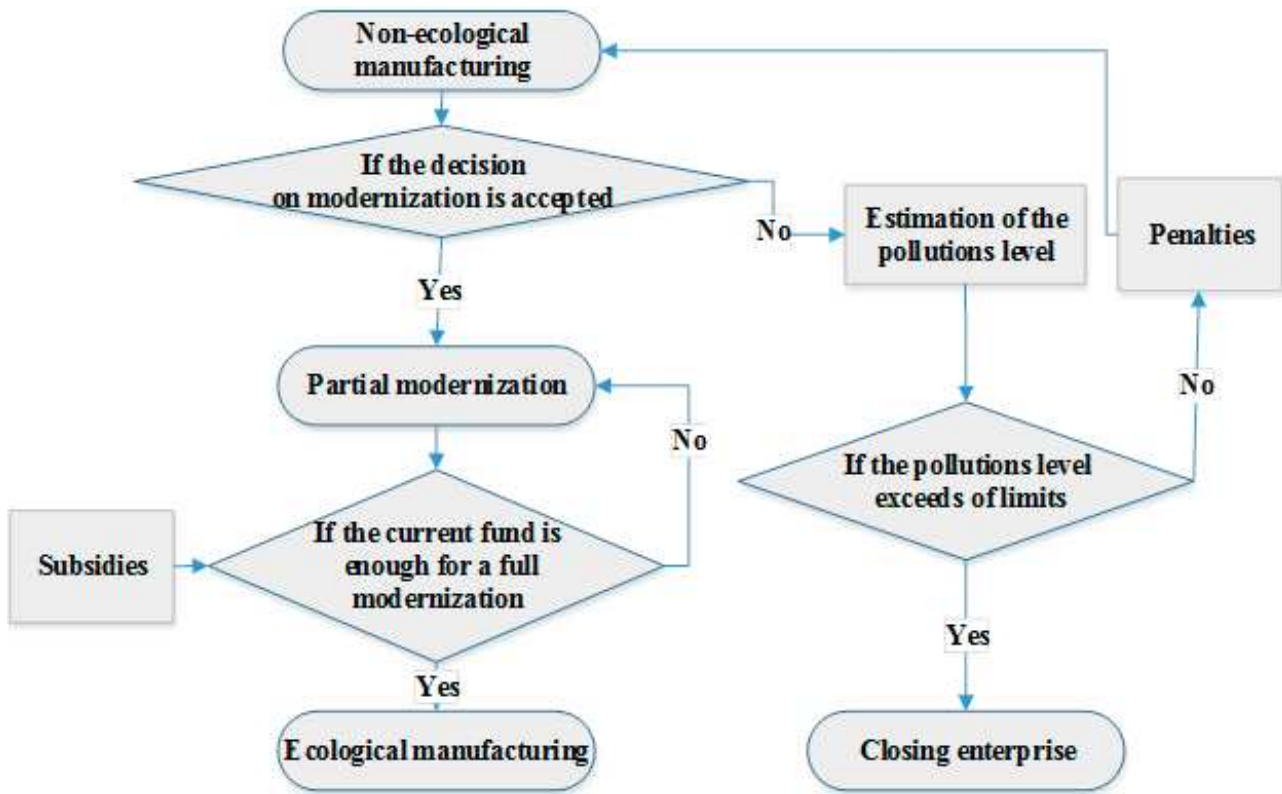 Non-ecological
manufacturing
If the decision
on modernization is accepted
No
Estimation of the
pollutions level
Penalties
Yes
Partial modernization
No
No
If the pollutions level
exceeds of limits
Subsidies
If the current fund is
enough for a full
modernization
Yes
Yes
Ecological manufacturing
Closing enterprise